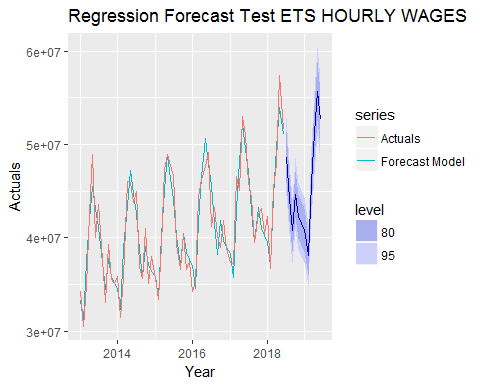 Regression Forecast Test ETS HOURLY WAGES
6e+07
5e+07
4e+07
3e+07
Actuals
2014
2016
2018
Year
series
Actuals
Forecast Model
level
80
95